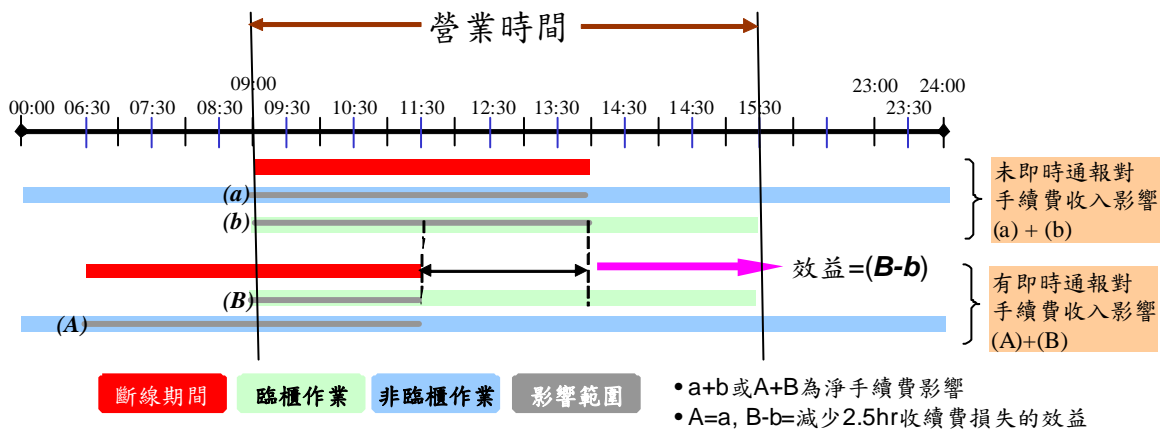 營業時間
09:00
23:00 24:00
00:00 06:30 07:30 08:30 09:30 10:30 11:30 12:30 13:30 14:30 14:30 15:30 23:30
(a)
(b)
未即時通報對
手續費收入影響
(a) + (b)
效益=(B-b)
(B)
(A)
有即時通報對
手續費收入影響
(A)+(B)
斷線期間
臨櫃作業
非臨櫃作業
影響範圍
• a+b或A+B為淨手續費影響
• A=a, B-b=減少2.5hr收續費損失的效益